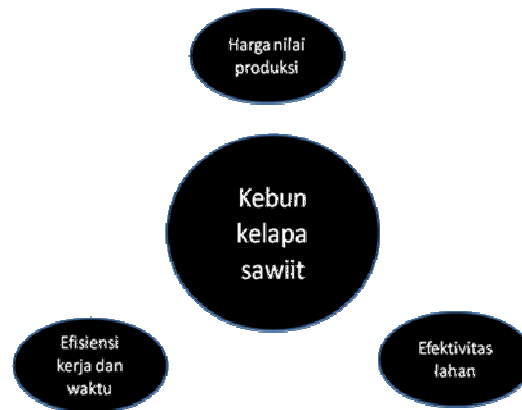 Harga nilai
produksi
Kebun
kelapa
sawiit
Efisiensi
kerja dan
waktu
Efektivitas
lahan